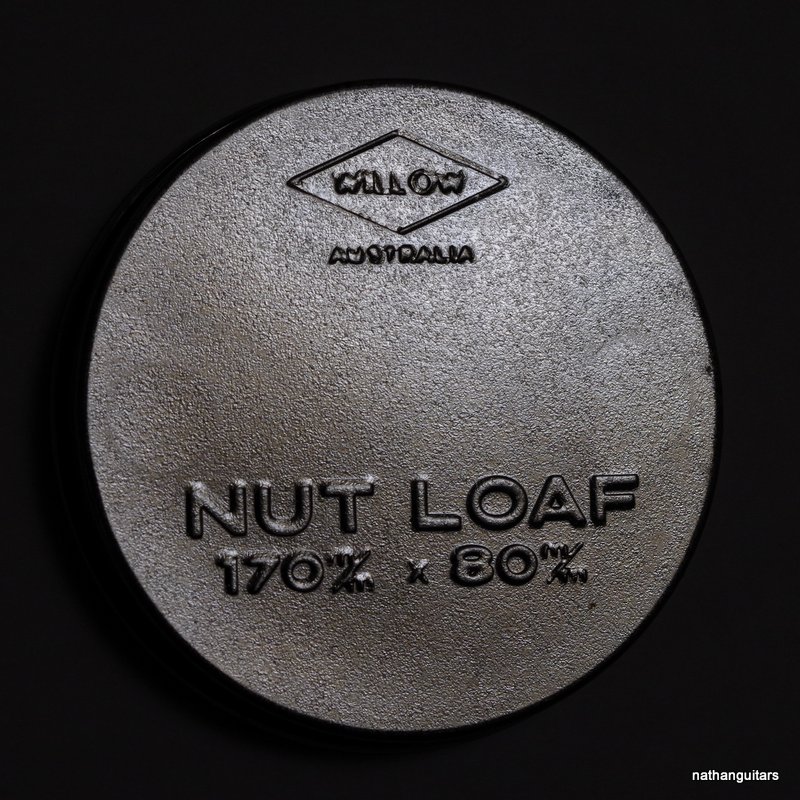 WILLOW
AUSTRALIA
NUT LOAF
170 m/m x 80 m/m
nathanguitars